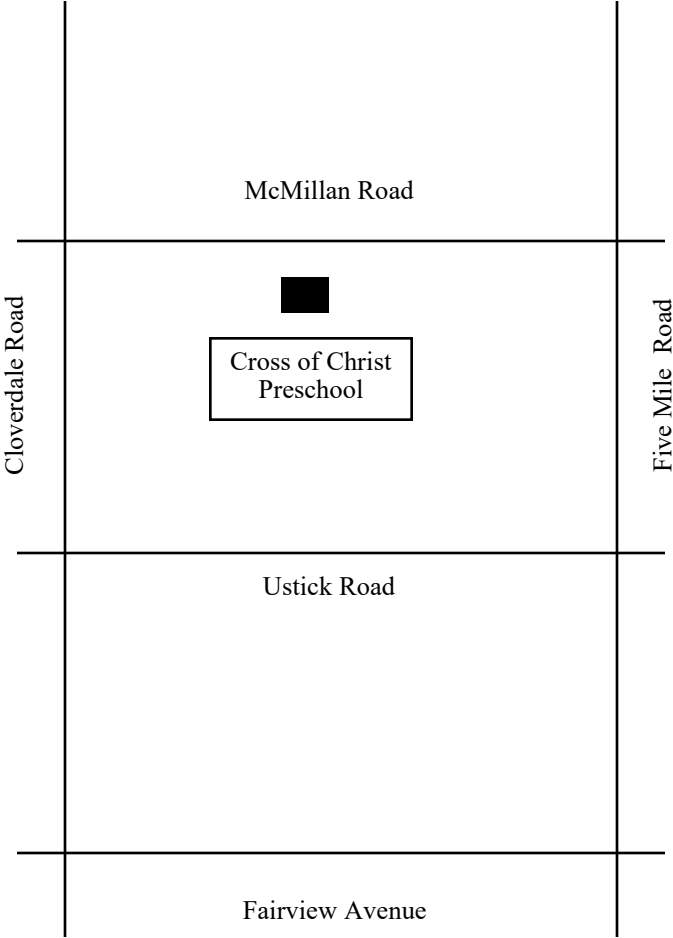 McMillan Road
Cloverdale Road
Cross of Christ
Preschool
Five Mile  Road
Ustick Road
Fairview Avenue